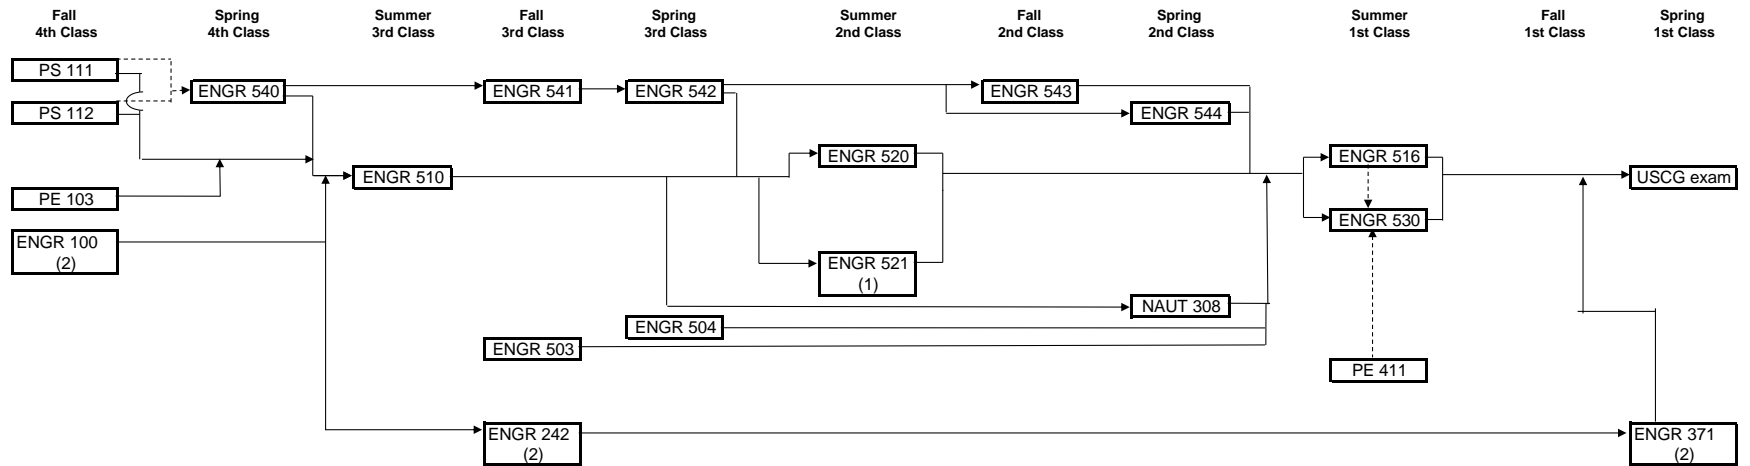 Fall
4th Class
Spring
4th Class
Summer
3rd Class
Fall
3rd Class
Spring
3rd Class
Summer
2nd Class
Fall
2nd Class
Spring
2nd Class
Summer
1st Class
Fall
1st Class
Spring
1st Class
PS 111
ENGR 540
ENGR 541
ENGR 542
ENGR 543
PS 112
ENGR 544
ENGR 520
ENGR 516
ENGR 510
USCG exam
PE 103
ENGR 530
ENGR 100
(2)
ENGR 521
(1)
NAUT 308
ENGR 504
ENGR 503
PE 411
ENGR 242
(2)
ENGR 371
(2)